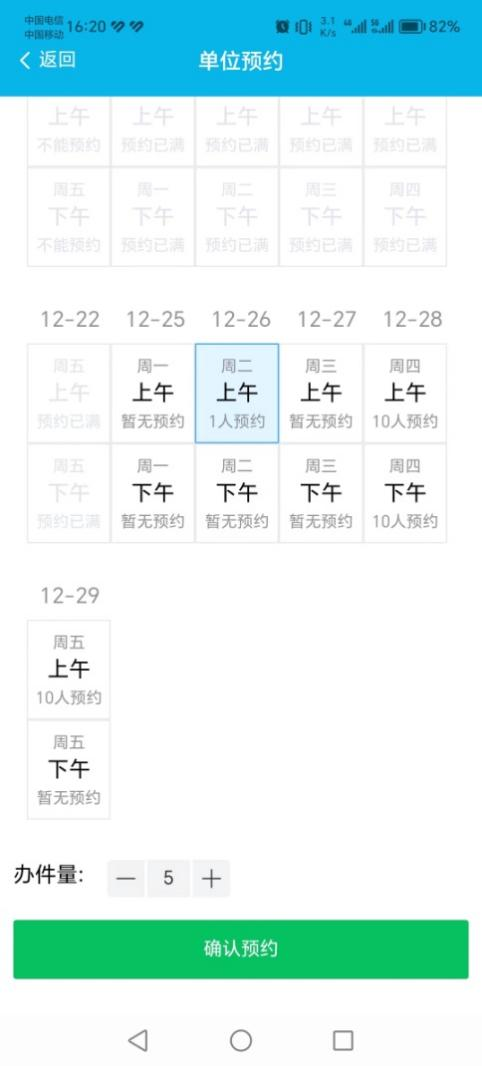 中国电信 16:20 3.1 K/s 82%
中国移动
返回 单位预约
上午 上午 上午 上午 上午
不能预约 预约已满 预约已满 预约已满 预约已满
周五 周一 周二 周三 周四
下午 下午 下午 下午 下午
不能预约 预约已满 预约已满 预约已满 预约已满
12-22 12-25 12-26 12-27 12-28
周五 周一 周二 周三 周四
上午 上午 上午 上午 上午
预约已满 暂无预约 1人预约 暂无预约 10人预约
周五 周一 周二 周三 周四
下午 下午 下午 下午 下午
预约已满 暂无预约 暂无预约 暂无预约 10人预约
12-29
周五
上午
10人预约
周五
下午
暂无预约
办件量: — 5 +
确认预约